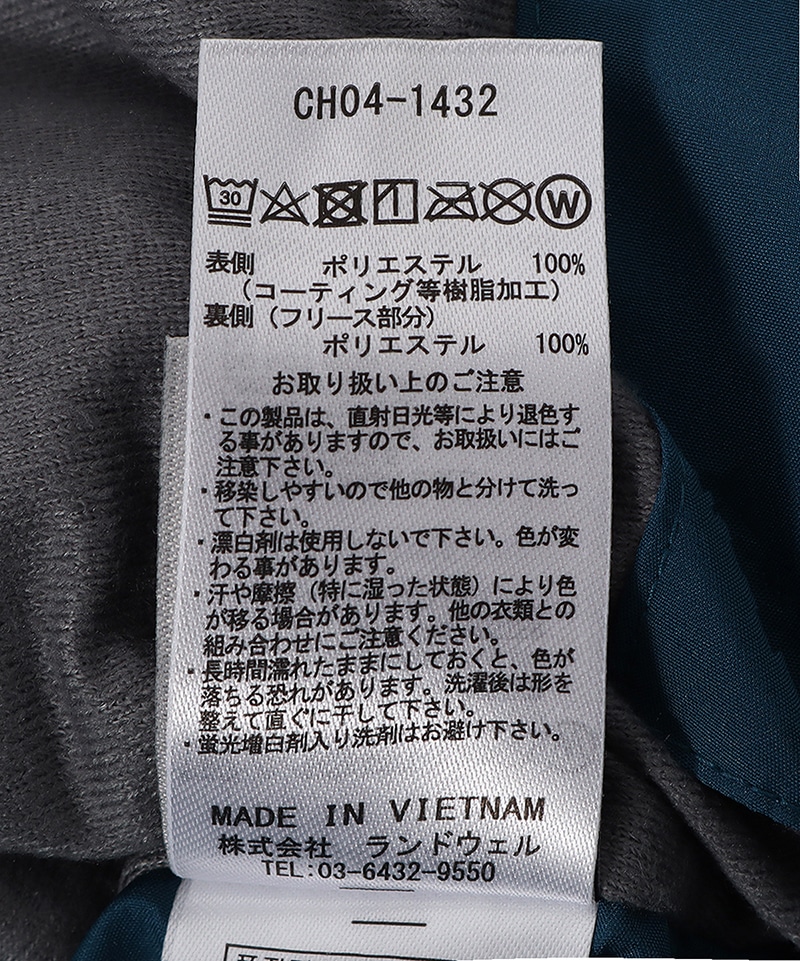 CH04-1432
30 W
表側 ポリエステル 100%
(コーティング等樹脂加工)
裏側(フリース部分)
ポリエステル 100%
お取り扱い上のご注意
・この製品は、直射日光等により退色す
る事がありますので、お取扱いにはご
注意下さい。
・移染しやすいので他の物と分けて洗っ
て下さい。
・漂白剤は使用しないで下さい。色が変
わる事があります。
・汗や摩擦(特に湿った状態)により色
が移る場合があります。他の衣類との
組み合わせにご注意ください。
・長時間濡れたままにしておくと、色が
落ちる恐れがあります。洗濯後は形を
整えて直ぐに干して下さい。
・蛍光増白剤入り洗剤はお避け下さい。
MADE IN VIETNAM
株式会社 ランドウェル
TEL:03-6432-9550